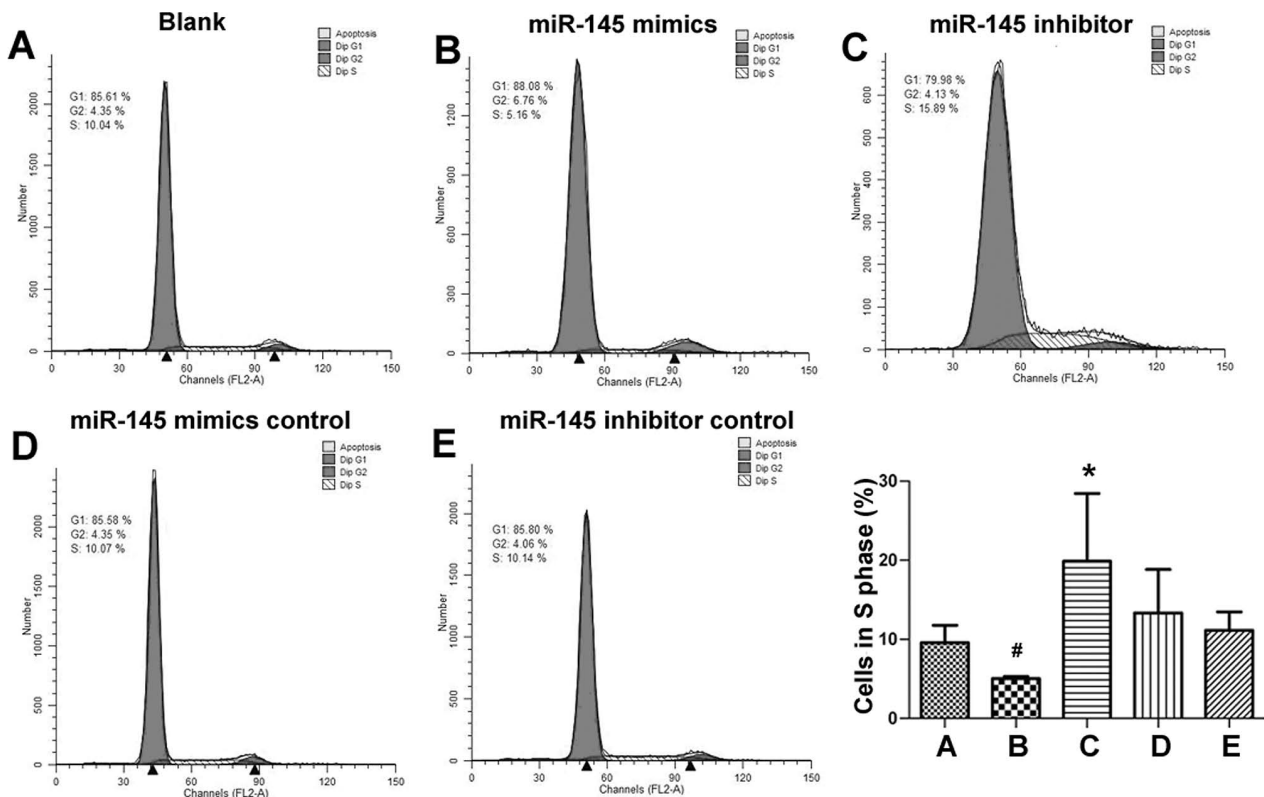 A
Blank
Apoptosis
Dip G1
Dip G2
Dip S
G1: 85.61 %
G2: 4.35 %
S: 10.04 %
Number
2000
1500
1000
500
0
0 30 60 90 120 150
Channels (FL2-A)
B
miR-145 mimics
Apoptosis
Dip G1
Dip G2
Dip S
G1: 88.08 %
G2: 6.76 %
S: 5.16 %
Number
1200
900
600
300
0
0 30 60 90 120 150
Channels (FL2-A)
C
miR-145 inhibitor
Apoptosis
Dip G1
Dip G2
Dip S
G1: 79.98 %
G2: 4.13 %
S: 15.89 %
Number
600
500
400
300
200
100
0
0 30 60 90 120 150
Channels (FL2-A)
D
miR-145 mimics control
Apoptosis
Dip G1
Dip G2
Dip S
G1: 85.58 %
G2: 4.35 %
S: 10.07 %
Number
2000
1500
1000
500
0
0 30 60 90 120 150
Channels (FL2-A)
E
miR-145 inhibitor control
Apoptosis
Dip G1
Dip G2
Dip S
G1: 85.80 %
G2: 4.06 %
S: 10.14 %
Number
2000
1500
1000
500
0
0 30 60 90 120 150
Channels (FL2-A)
Cells in S phase (%)
30
20
10
0
#
*
A B C D E